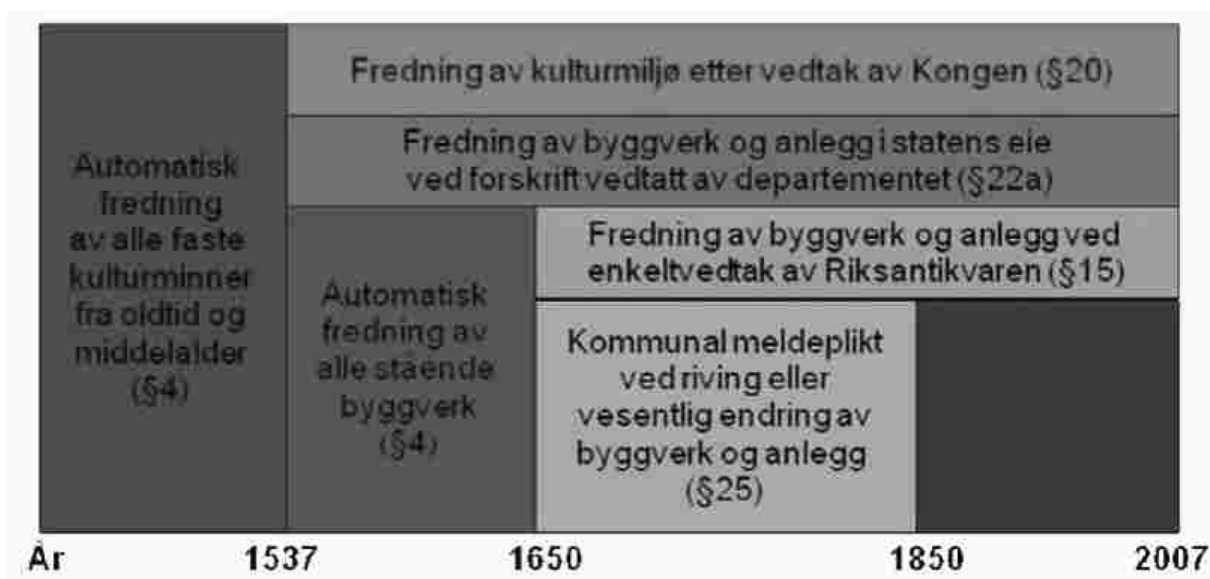 Fredning av kulturmiljø etter vedtak av Kongen (§20)
Fredning av byggverk og anlegg i statens eie
ved forskrift vedtatt av departementet (§22a)
Automatisk
fredning
av alle faste
kulturminner
fra oldtid og
middelalder
(§4)
Fredning av byggverk og anlegg ved
enkeltvedtak av Riksantikvaren (§15)
Automatisk
fredning av
alle stående
byggverk
(§4)
Kommunal meldeplikt
ved riving eller
vesentlig endring av
byggverk og anlegg
(§25)
År 1537 1650 1850 2007